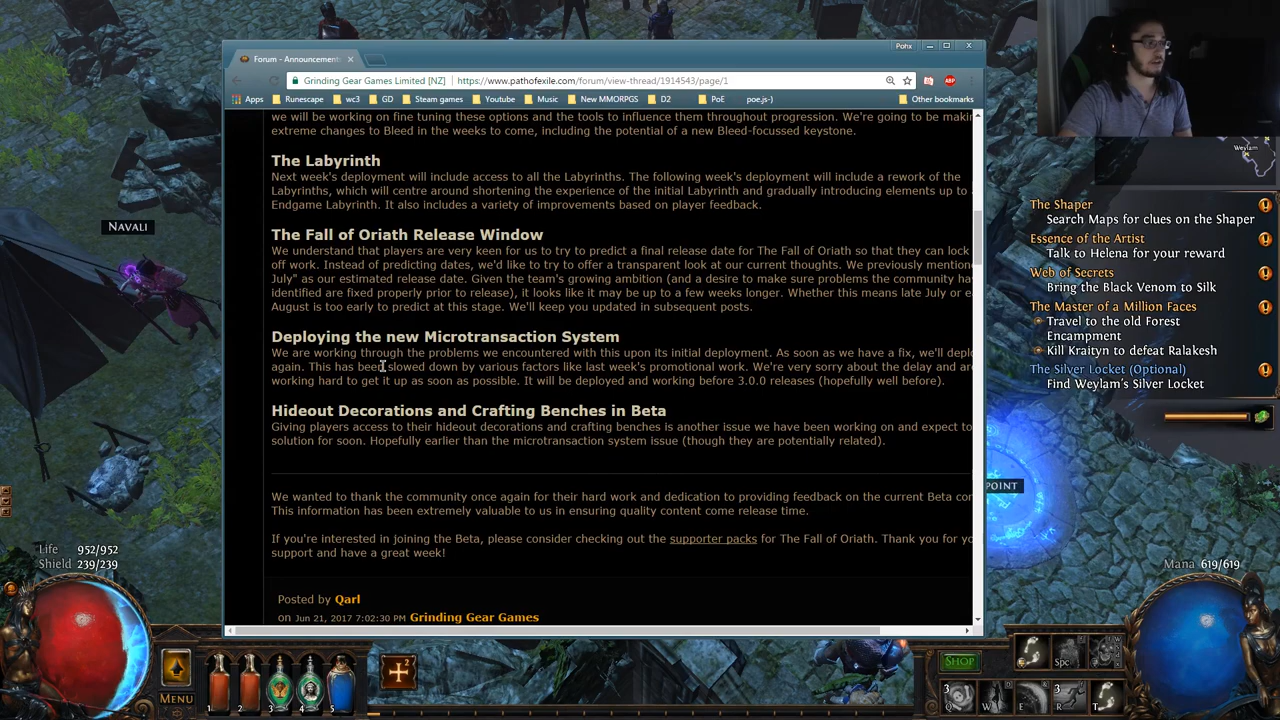 Pohx
Forum - Announcement
Grinding Gear Games Limited [NZ] https://www.pathofexile.com/forum/view-thread/1914543/page/1
Apps Runescape wc3 GD Steam games Youtube Music New MMORPGS D2 PoE poe.js-) Other bookmarks
we will be working on fine tuning these options and the tools to influence them throughout progression. We're going to be
extreme changes to Bleed in the weeks to come, including the potential of a new Bleed-focussed keystone.
The Labyrinth
Next week's deployment will include access to all the Labyrinths. The following week's deployment will include a rework of the
Labyrinths, which will centre around shortening the experience of the initial Labyrinth and gradually introducing elements up to
Endgame Labyrinth. It also includes a variety of improvements based on player feedback.
The Fall of Oriath Release Window
We understand that players are very keen for us to try to predict a final release date for The Fall of Oriath so that they can lock
off work. Instead of predicting dates, we'd like to try to offer a transparent look at our current thoughts. We previously mentione
July" as our estimated release date. Given the team's growing ambition (and a desire to make sure problems the community ha
identified are fixed properly prior to release), it looks like it may be up to a few weeks longer. Whether this means late July or ea
August is too early to predict at this stage. We'll keep you updated in subsequent posts.
Deploying the new Microtransaction System
We are working through the problems we encountered with this upon its initial deployment. As soon as we have a fix, we'll deplo
again. This has been slowed down by various factors like last week's promotional work. We're very sorry about the delay and are
working hard to get it up as soon as possible. It will be deployed and working before 3.0.0 releases (hopefully well before).
Hideout Decorations and Crafting Benches in Beta
Giving players access to their hideout decorations and crafting benches is another issue we have been working on and expect to
solution for soon. Hopefully earlier than the microtransaction system issue (though they are potentially related).
We wanted to thank the community once again for their hard work and dedication to providing feedback on the current Beta con
This information has been extremely valuable to us in ensuring quality content come release time.
If you're interested in joining the Beta, please consider checking out the supporter packs for The Fall of Oriath. Thank you for yo
support and have a great week!
Posted by Qarl
on Jun 21, 2017 7:02:30 PM Grinding Gear Games
NAVALI
Weylam
The Shaper
Search Maps for clues on the Shaper
Essence of the Artist
Talk to Helena for your reward
Web of Secrets
Bring the Black Venom to Silk
The Master of a Million Faces
Travel to the old Forest
Encampment
Kill Kraityn to defeat Ralakesh
The Silver Locket (Optional)
Find Weylam's Silver Locket
POINT
Life 952/952
Shield 239/239
Mana 619/619
MENU
1 2 3 4 5
SHOP
Spc
3 Q W E 3 R T